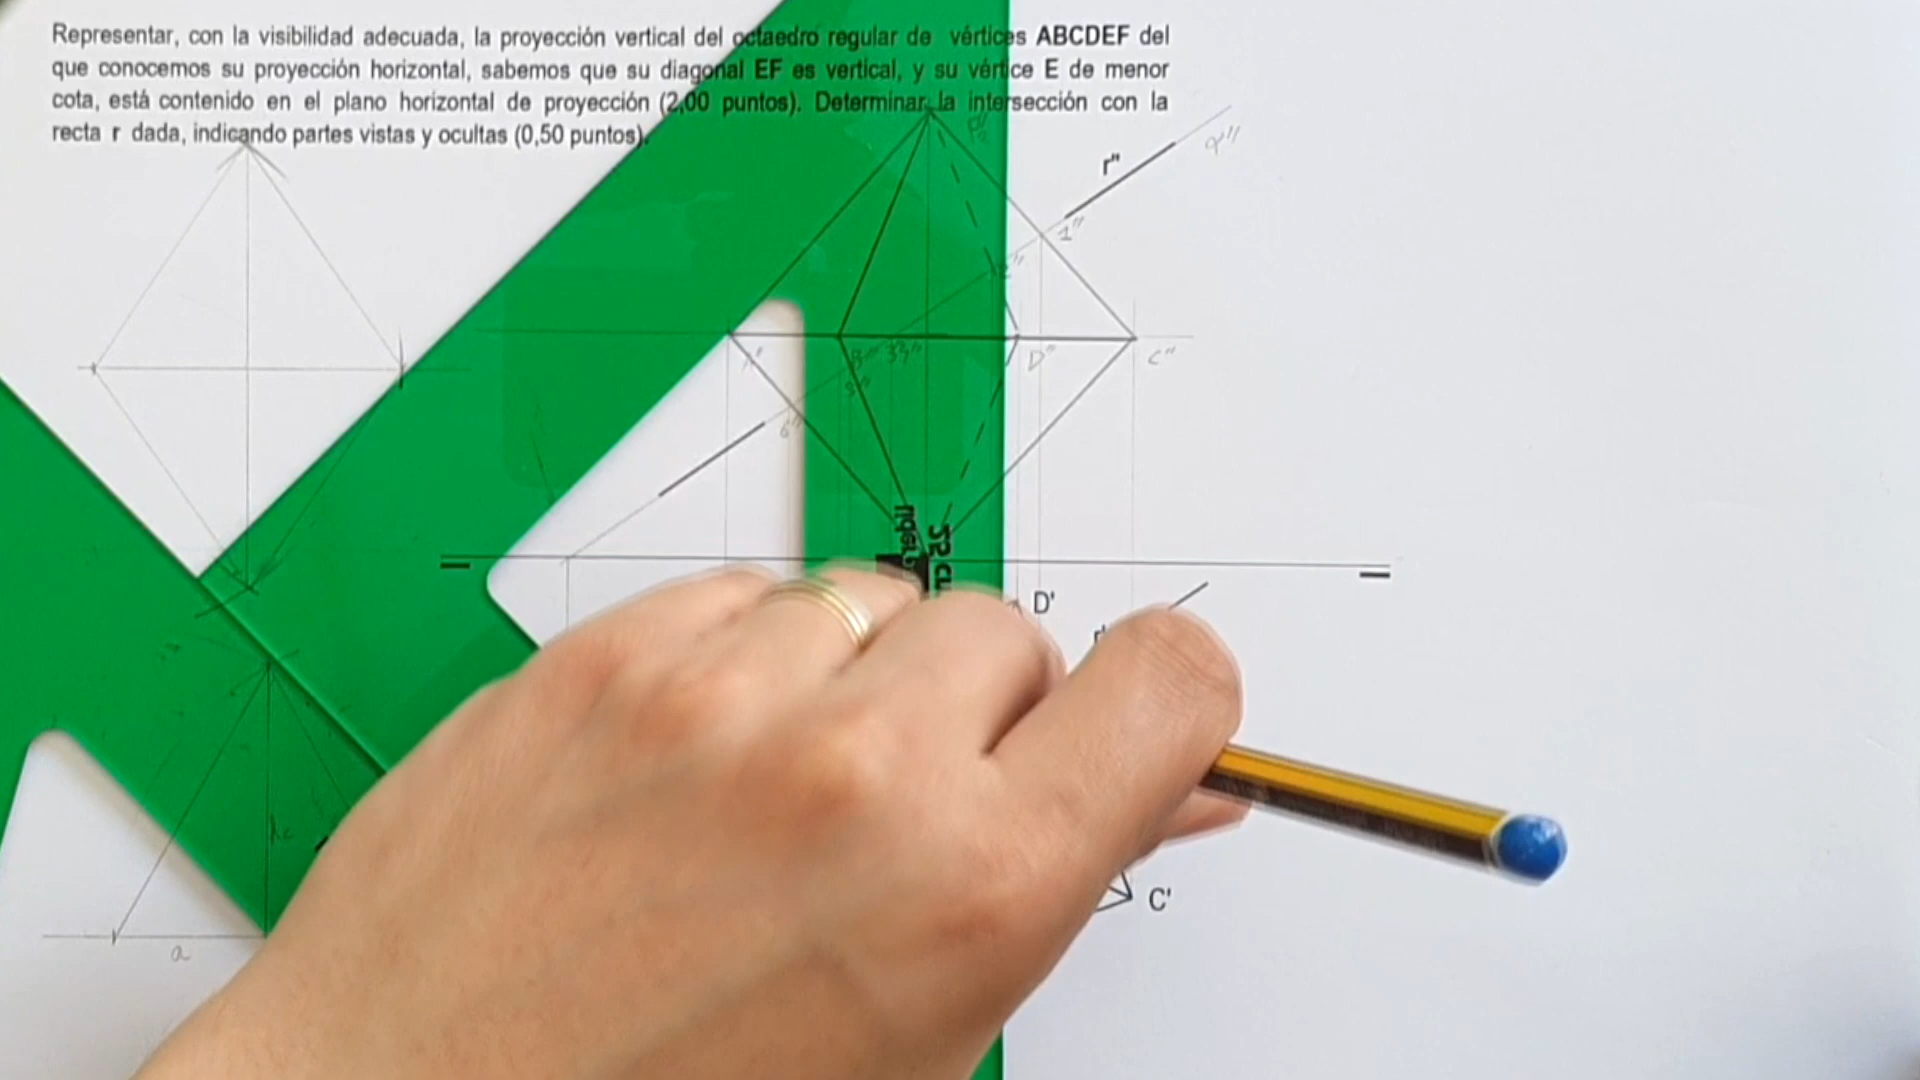 Representar, con la visibilidad adecuada, la proyección vertical del octaedro regular de vértices ABCDEF del
que conocemos su proyección horizontal, sabemos que su diagonal EF es vertical, y su vértice E de menor
cota, está contenido en el plano horizontal de proyección (2,00 puntos). Determinar la intersección con la
recta r dada, indicando partes vistas y ocultas (0,50 puntos).
r"
1"
2"
A" B" 3" D" C"
5"
6"
D'
r'
hc
C'
a